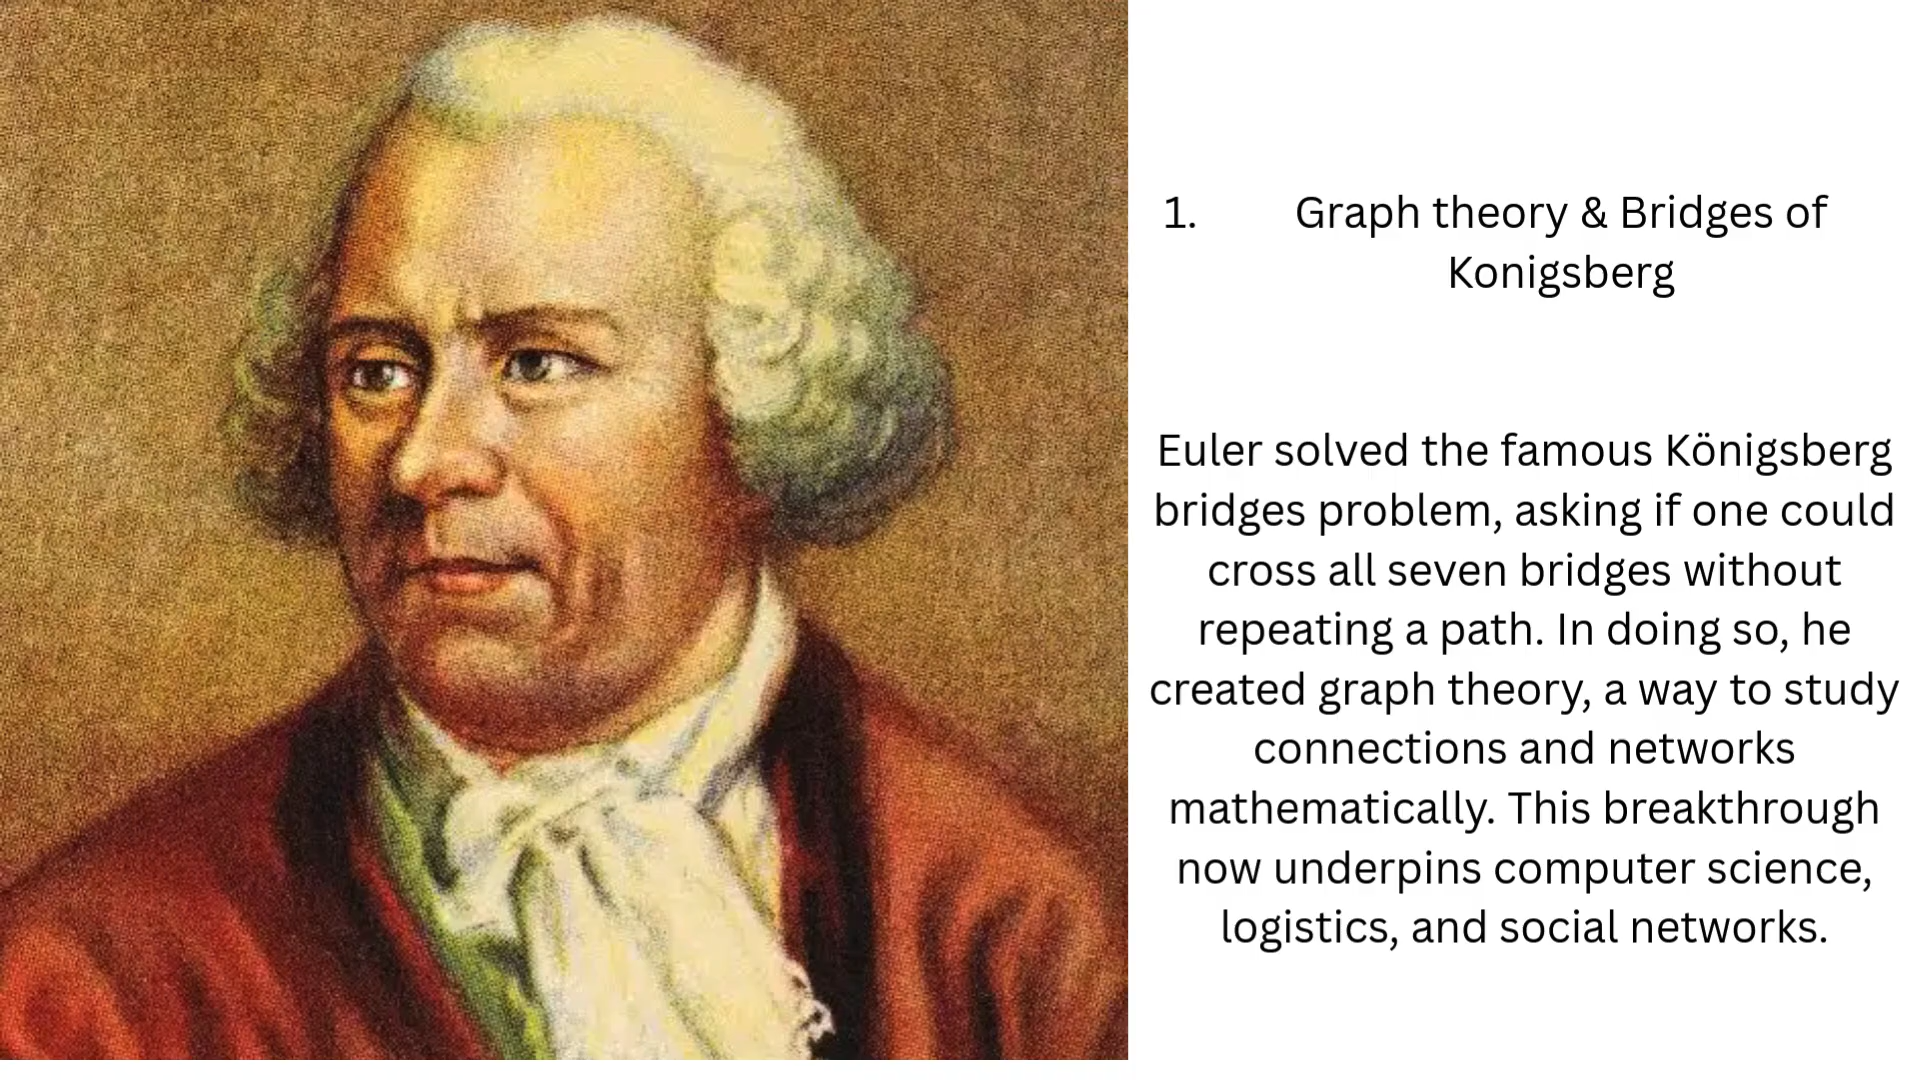 1. Graph theory & Bridges of
Konigsberg
Euler solved the famous Königsberg
bridges problem, asking if one could
cross all seven bridges without
repeating a path. In doing so, he
created graph theory, a way to study
connections and networks
mathematically. This breakthrough
now underpins computer science,
logistics, and social networks.